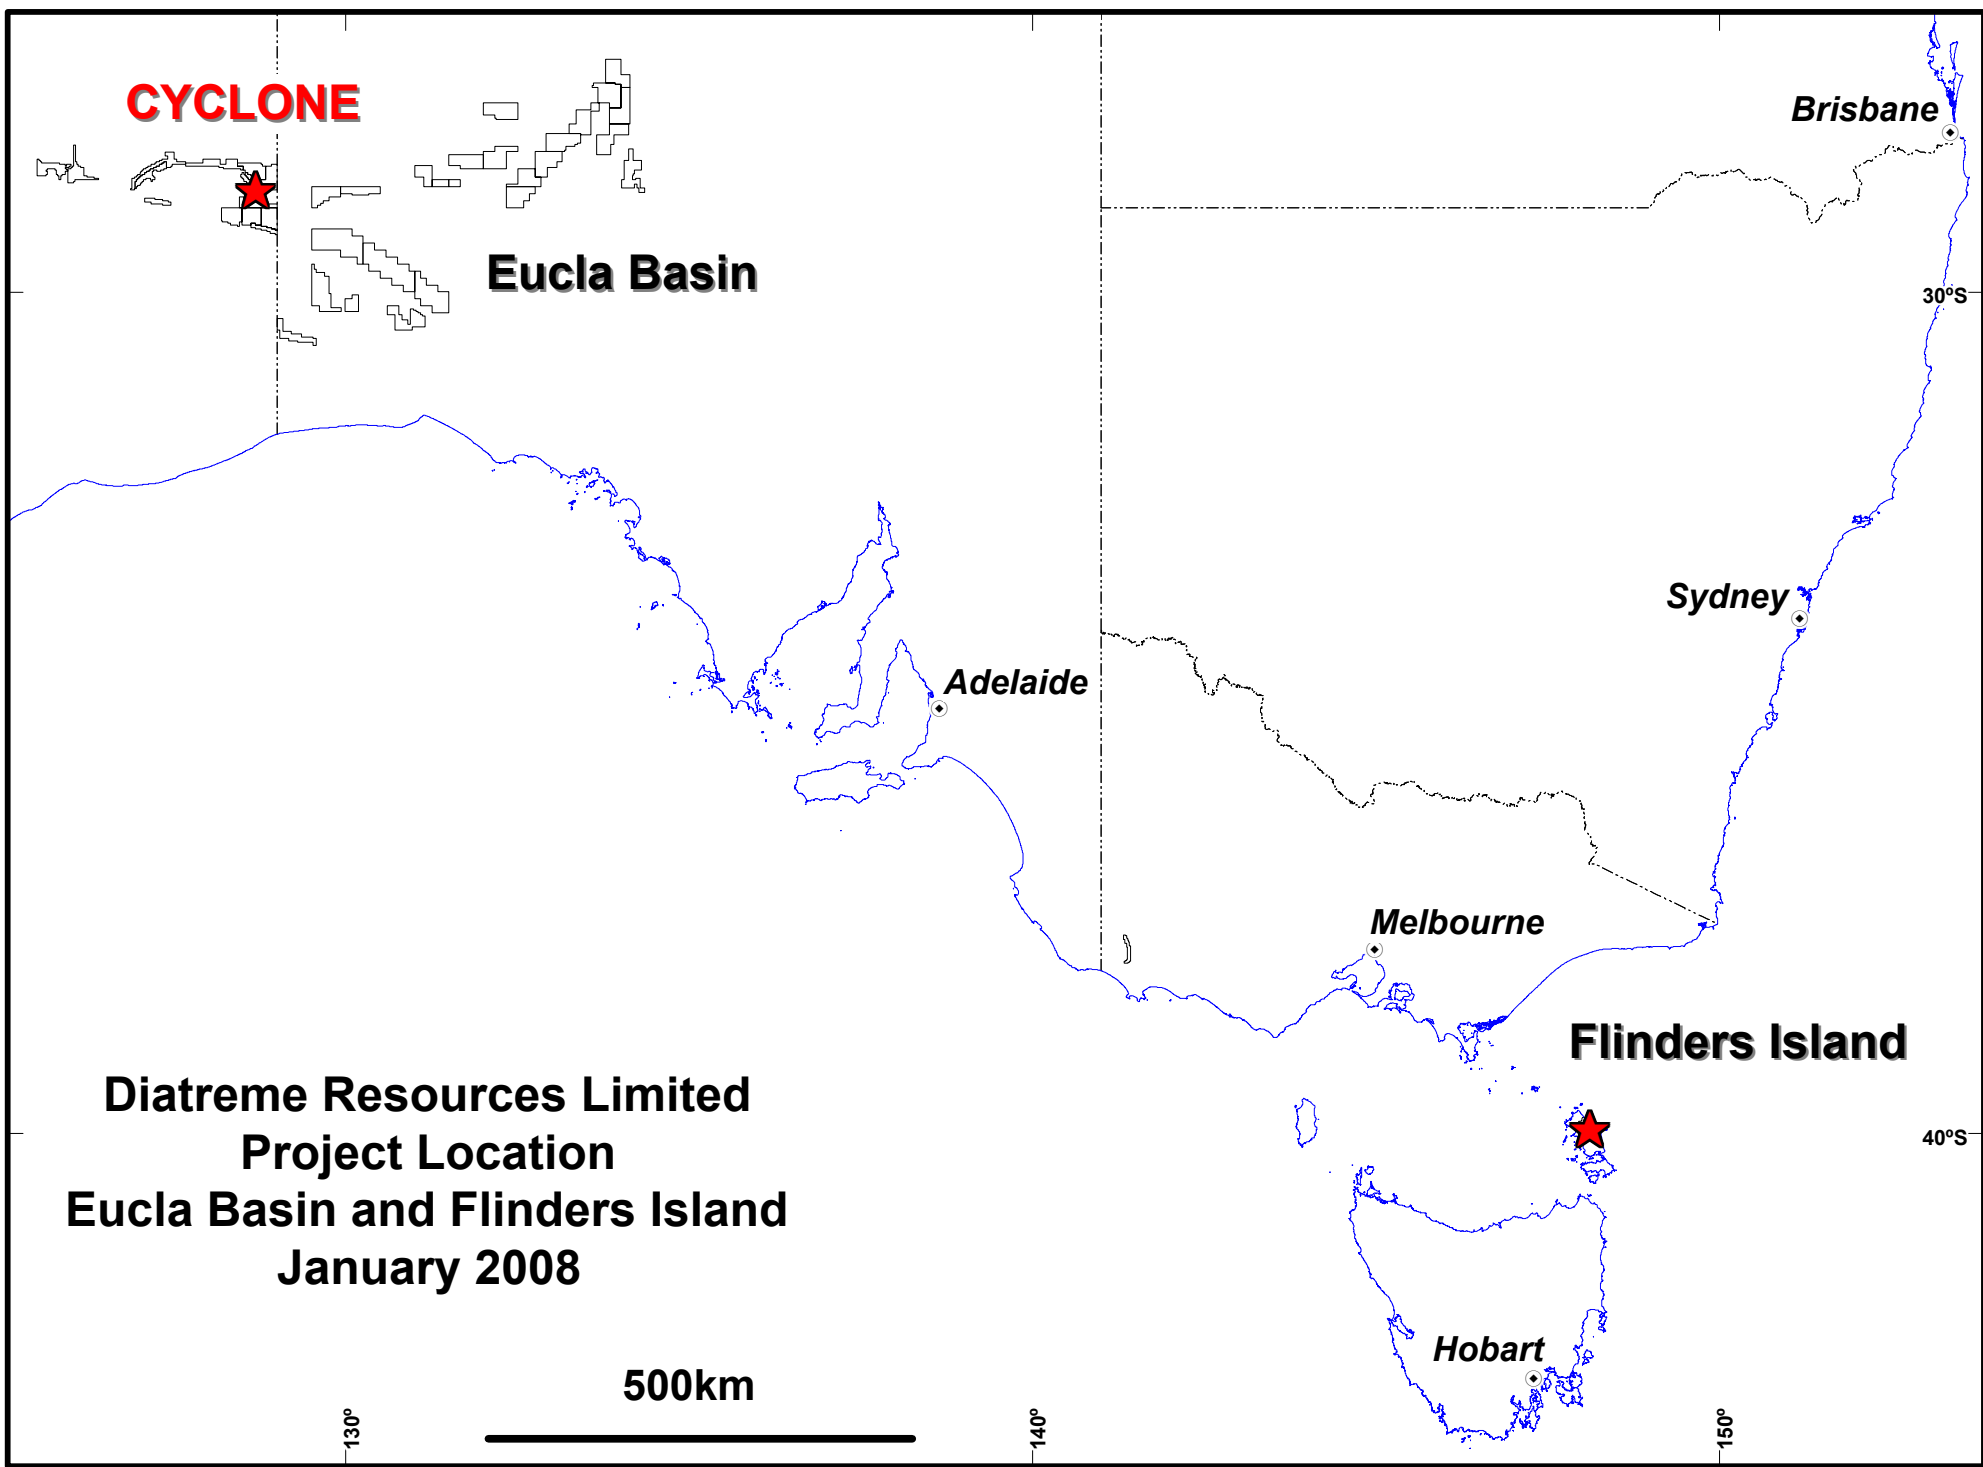 CYCLONE
Brisbane
Eucla Basin
30ºS
Sydney
Adelaide
Melbourne
Flinders Island
Diatreme Resources Limited
Project Location
Eucla Basin and Flinders Island
January 2008
40ºS
Hobart
500km
130º
140º
150º